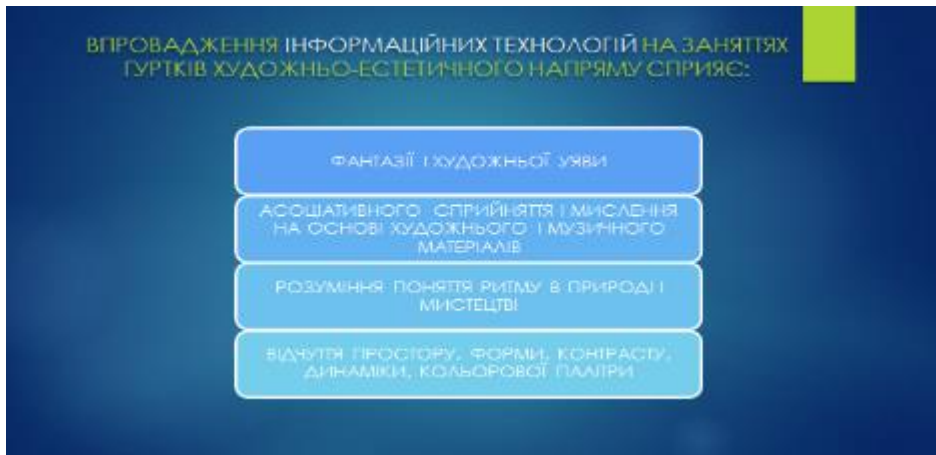 ВПРОВАДЖЕННЯ ІНФОРМАЦІЙНИХ ТЕХНОЛОГІЙ НА ЗАНЯТТЯХ
ГУРТКІВ ХУДОЖНЬО-ЕСТЕТИЧНОГО НАПРЯМУ СПРИЯЄ:
ФАНТАЗІЇ І ХУДОЖНЬОЇ УЯВИ
АСОЦІАТИВНОГО СПРИЙНЯТТЯ І МИСЛЕННЯ
НА ОСНОВІ ХУДОЖНЬОГО І МУЗИЧНОГО
МАТЕРІАЛІВ
РОЗУМІННЯ ПОНЯТТЯ РИТМУ В ПРИРОДІ І
МИСТЕЦТВІ
ВІДЧУТТЯ ПРОСТОРУ, ФОРМИ, КОНТРАСТУ,
ДИНАМІКИ, КОЛЬОРОВОЇ ПАЛІТРИ